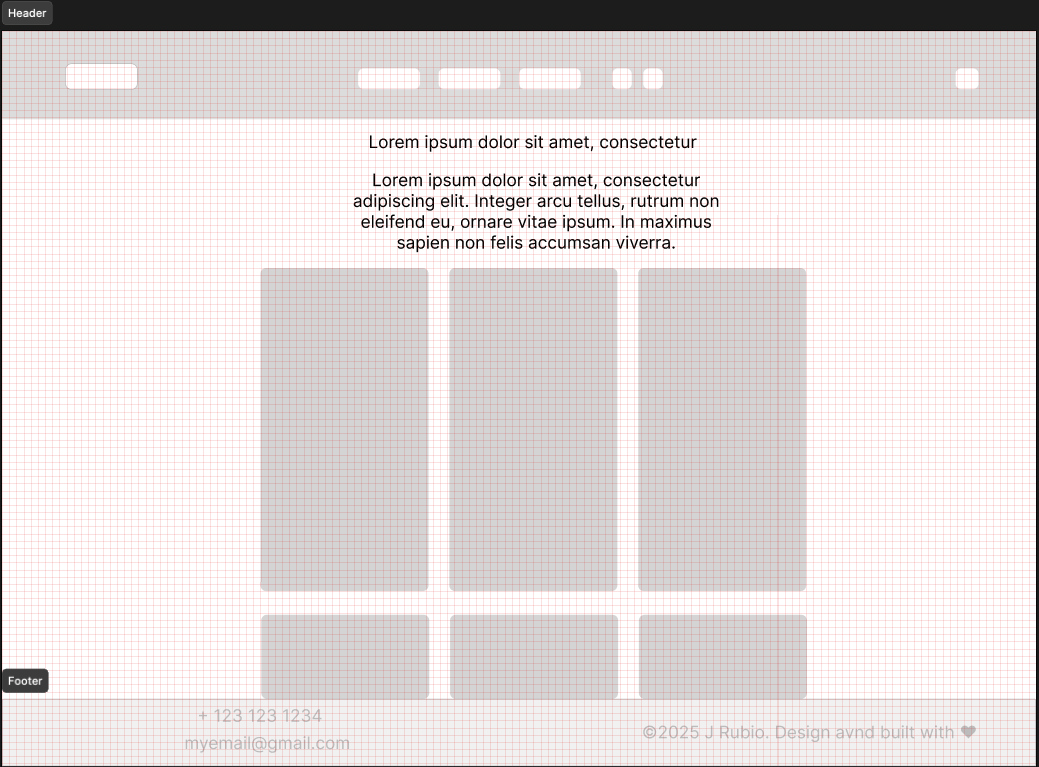 Header
Lorem ipsum dolor sit amet, consectetur
Lorem ipsum dolor sit amet, consectetur
adipiscing elit. Integer arcu tellus, rutrum non
eleifend eu, ornare vitae ipsum. In maximus
sapien non felis accumsan viverra.
Footer
+ 123 123 1234
myemail@gmail.com
©2025 J Rubio. Design avnd built with ❤